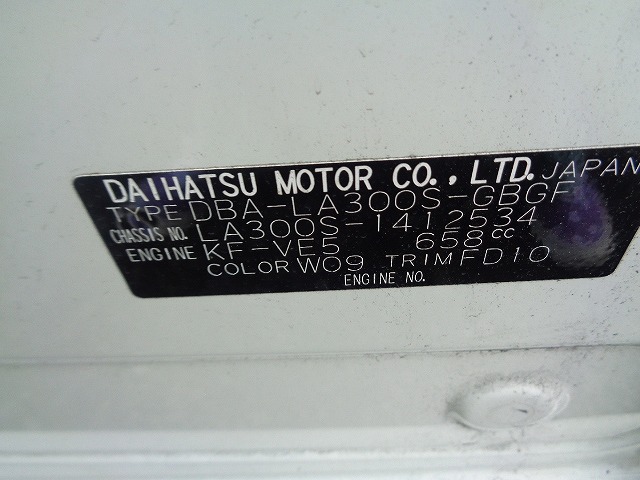 DAIHATSU MOTOR CO., LTD. JAPAN
TYPE DBA-LA300S-GBGF
CHASSIS NO. LA300S-1412534
ENGINE KF-VE5 658cc
COLOR W09 TRIM FD10
ENGINE NO.